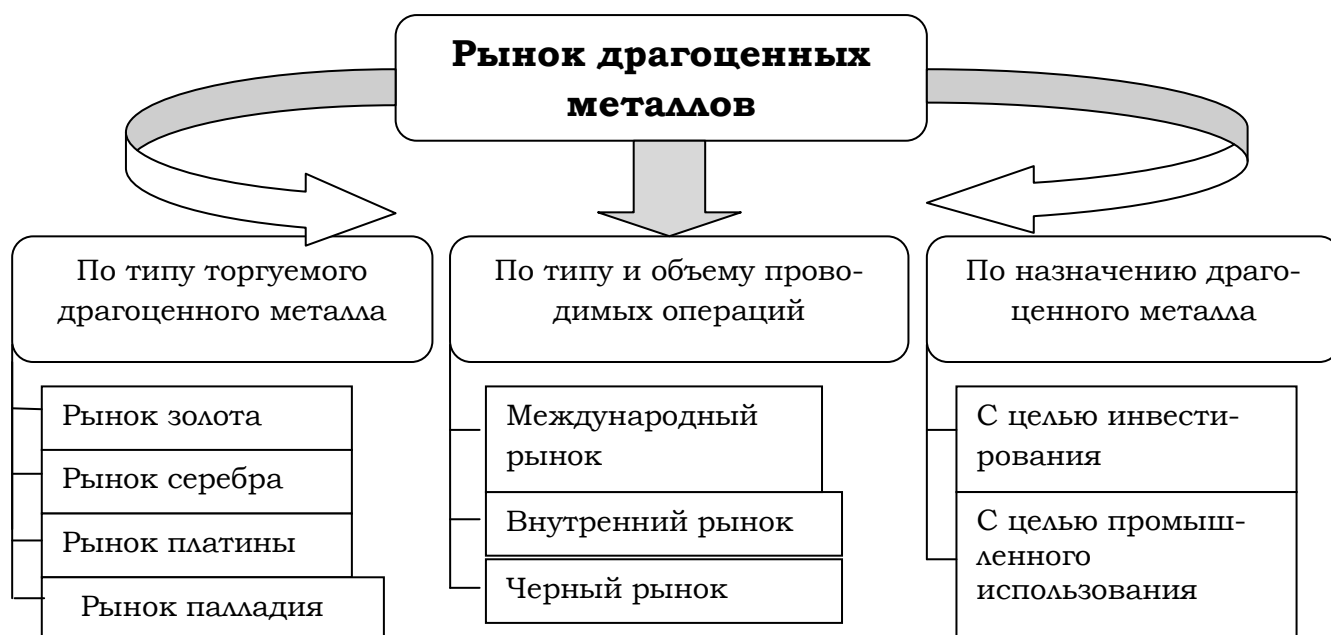 Рынок драгоценных
металлов
По типу торгуемого
драгоценного металла
Рынок золота
Рынок серебра
Рынок платины
Рынок палладия
По типу и объему прово-
димых операций
Международный
рынок
Внутренний рынок
Черный рынок
По назначению драго-
ценного металла
С целью инвести-
рования
С целью промыш-
ленного
использования